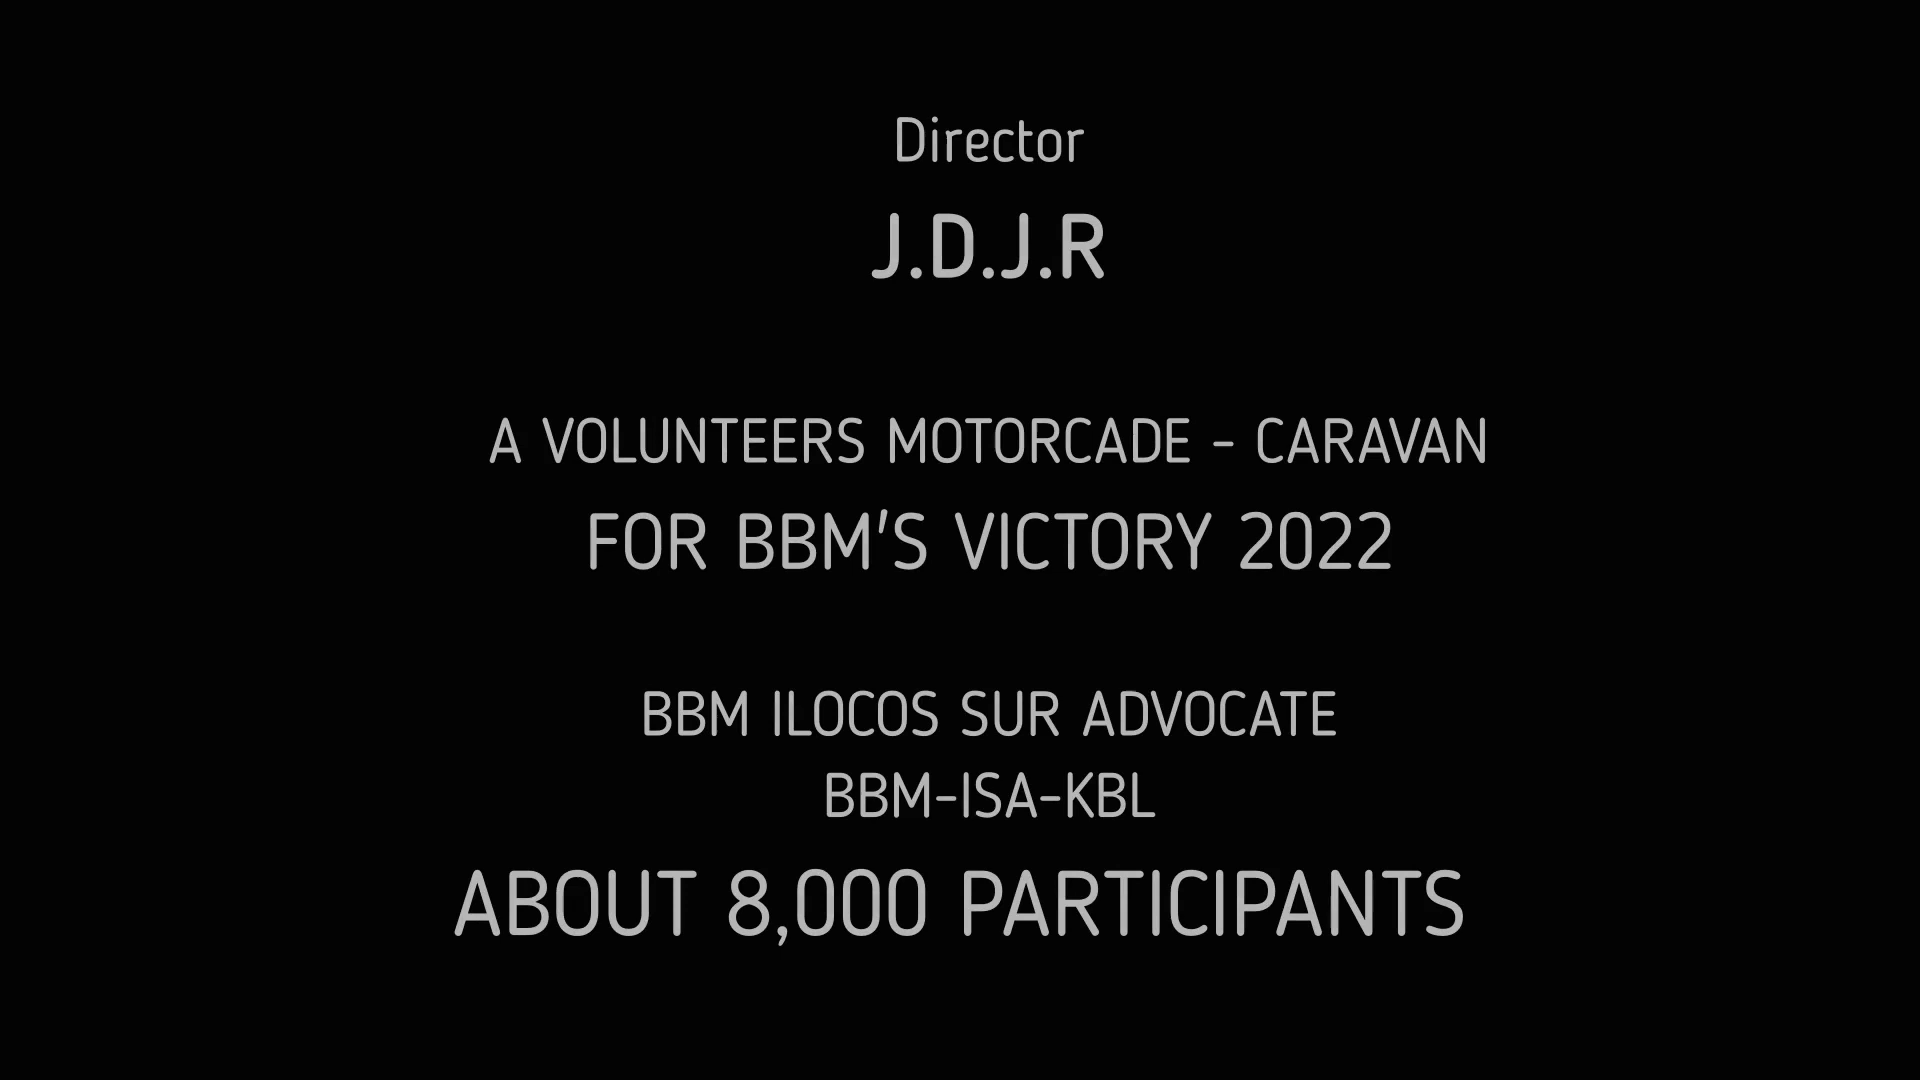 Director
J.D.J.R
A VOLUNTEERS MOTORCADE - CARAVAN
FOR BBM'S VICTORY 2022
BBM ILOCOS SUR ADVOCATE
BBM-ISA-KBL
ABOUT 8,000 PARTICIPANTS